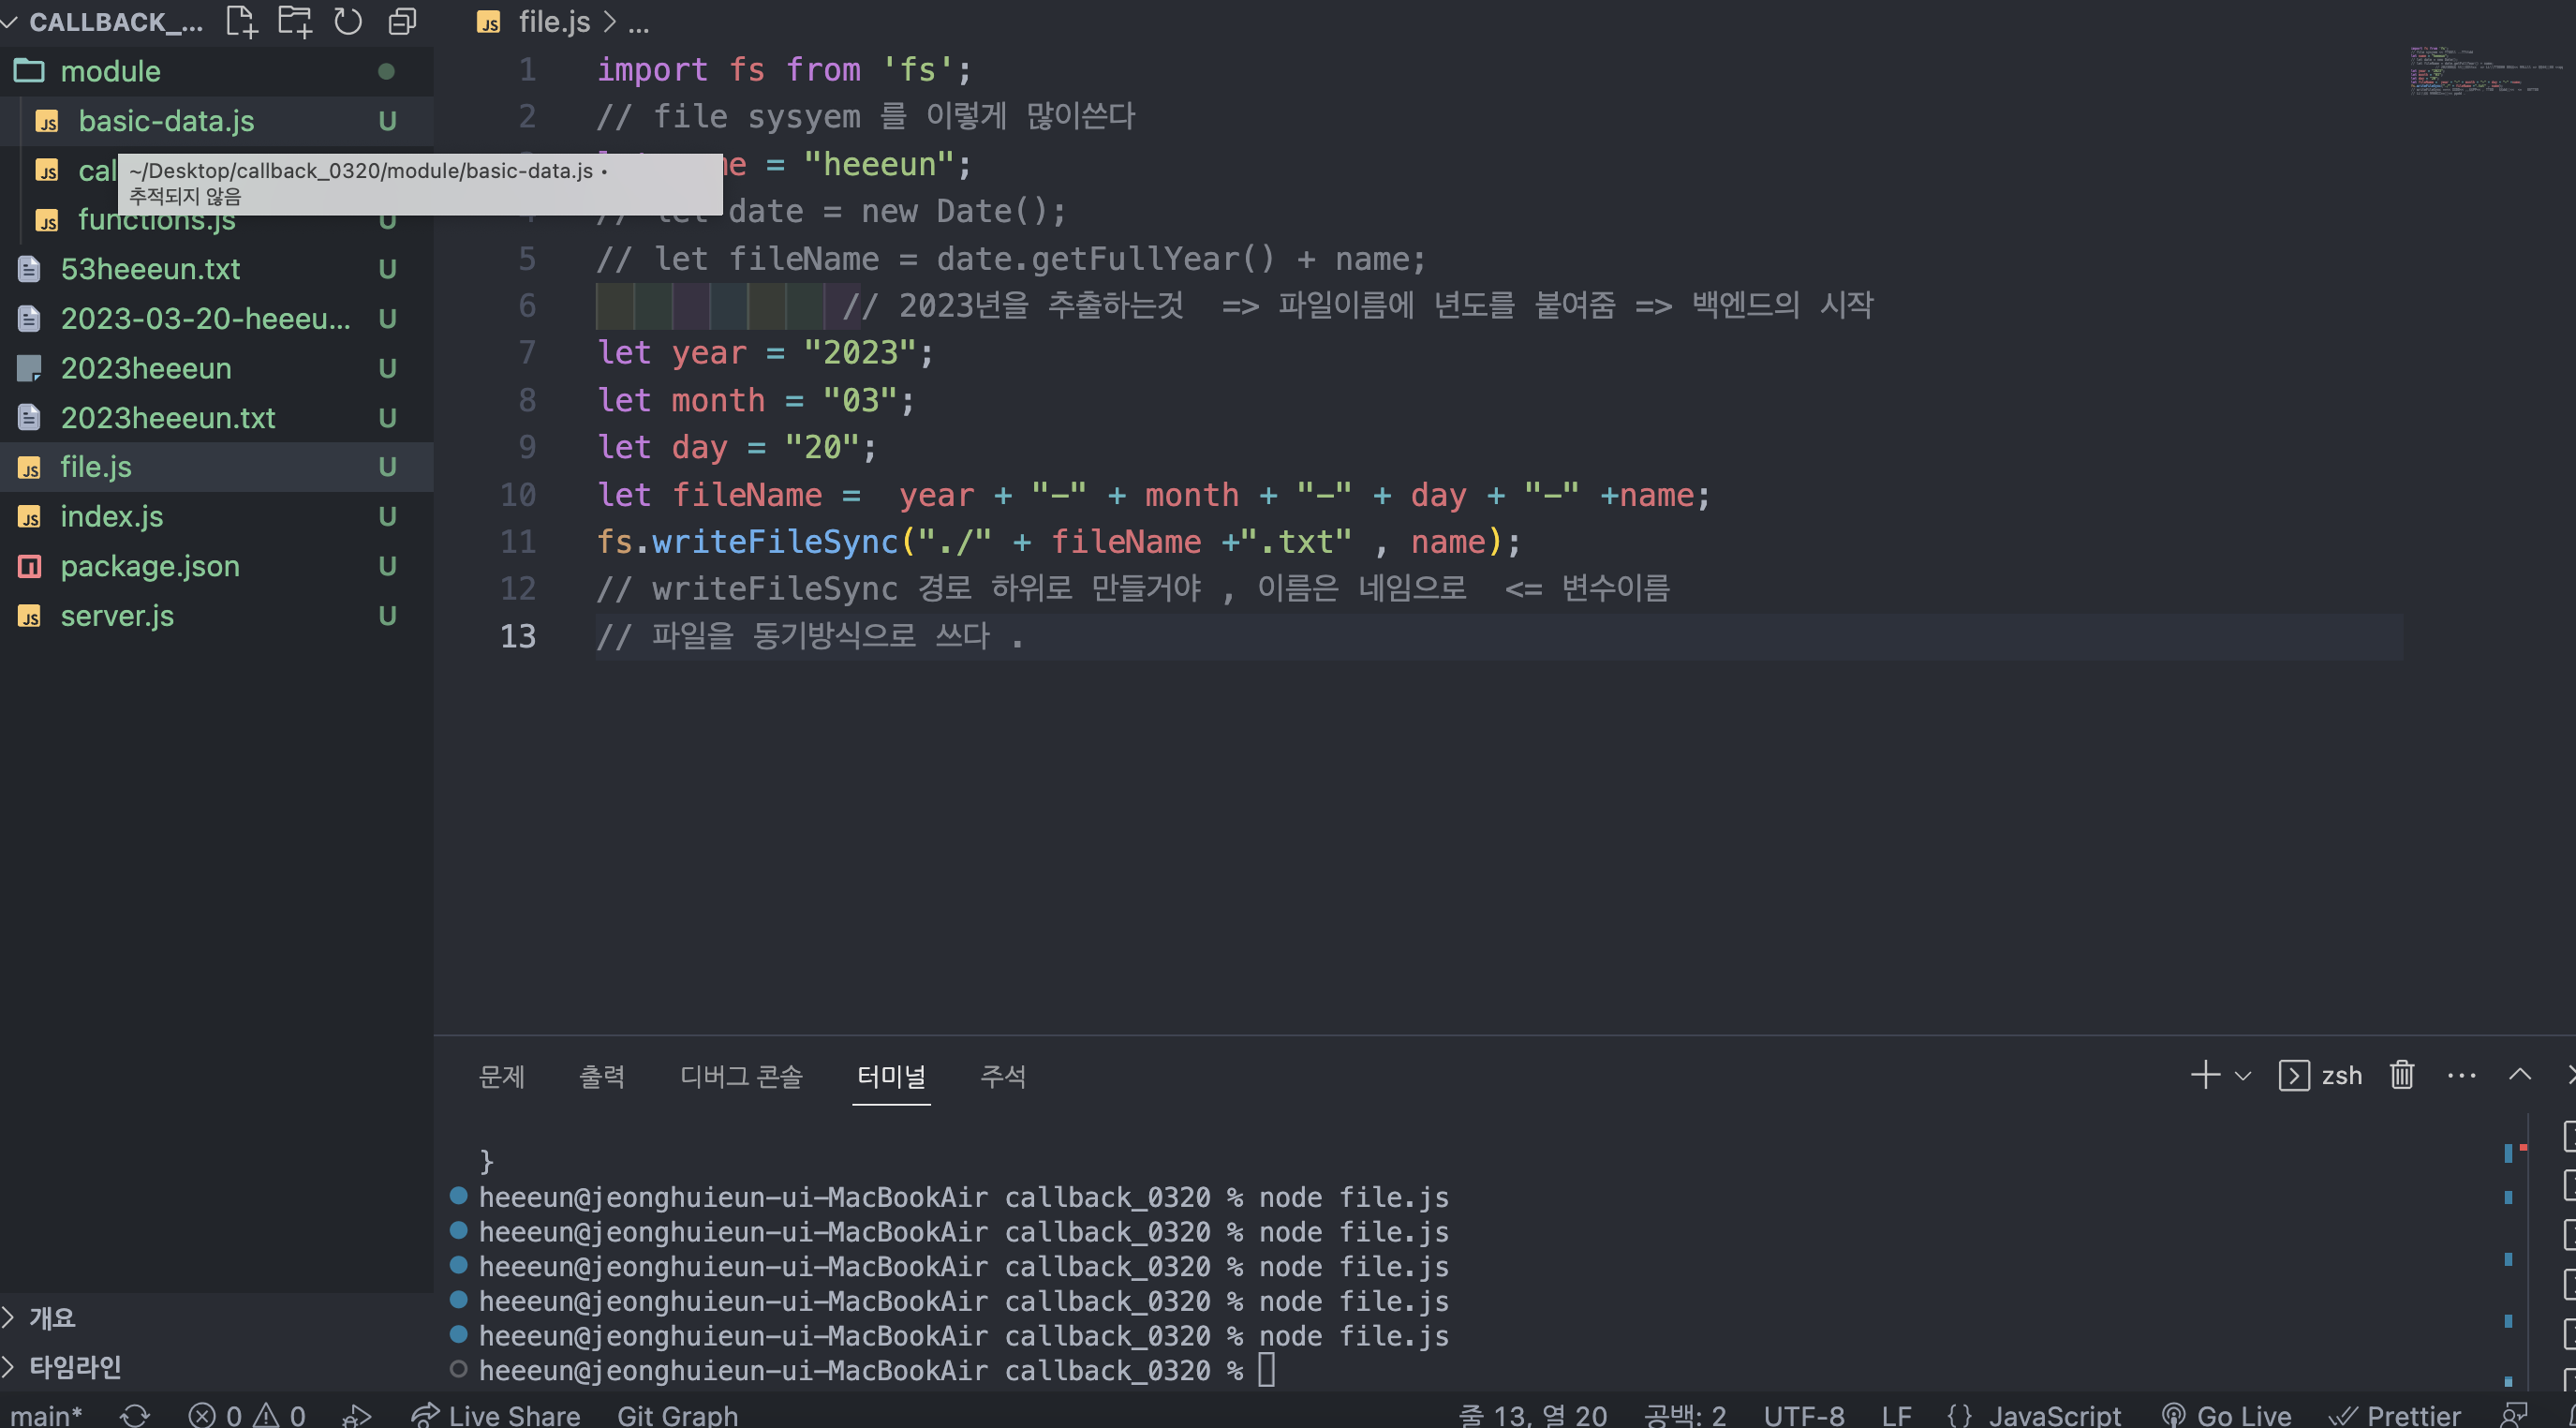 CALLBACK_...
module
basic-data.js U
~/Desktop/callback_0320/module/basic-data.js •
추적되지 않음
cal
functions.js U
53heeeun.txt U
2023-03-20-heeeu... U
2023heeeun U
2023heeeun.txt U
file.js U
index.js U
package.json U
server.js U
개요
타임라인
file.js > ...
1 import fs from 'fs';
2 // file sysyem 를 이렇게 많이쓴다
me = "heeeun";
// let date = new Date();
5 // let fileName = date.getFullYear() + name;
6 // 2023년을 추출하는것  => 파일이름에 년도를 붙여줌 => 백엔드의 시작
7 let year = "2023";
8 let month = "03";
9 let day = "20";
10 let fileName =  year + "-" + month + "-" + day + "-" +name;
11 fs.writeFileSync("./" + fileName +".txt" , name);
12 // writeFileSync 경로 하위로 만들거야 , 이름은 네임으로  <= 변수이름
13 // 파일을 동기방식으로 쓰다 .
문제 출력 디버그 콘솔 터미널 주석 zsh
}
heeeun@jeonghuieun-ui-MacBookAir callback_0320 % node file.js
heeeun@jeonghuieun-ui-MacBookAir callback_0320 % node file.js
heeeun@jeonghuieun-ui-MacBookAir callback_0320 % node file.js
heeeun@jeonghuieun-ui-MacBookAir callback_0320 % node file.js
heeeun@jeonghuieun-ui-MacBookAir callback_0320 % node file.js
heeeun@jeonghuieun-ui-MacBookAir callback_0320 %
main* 0 0 Live Share Git Graph 줄 13, 열 20 공백: 2 UTF-8 LF {} JavaScript Go Live Prettier